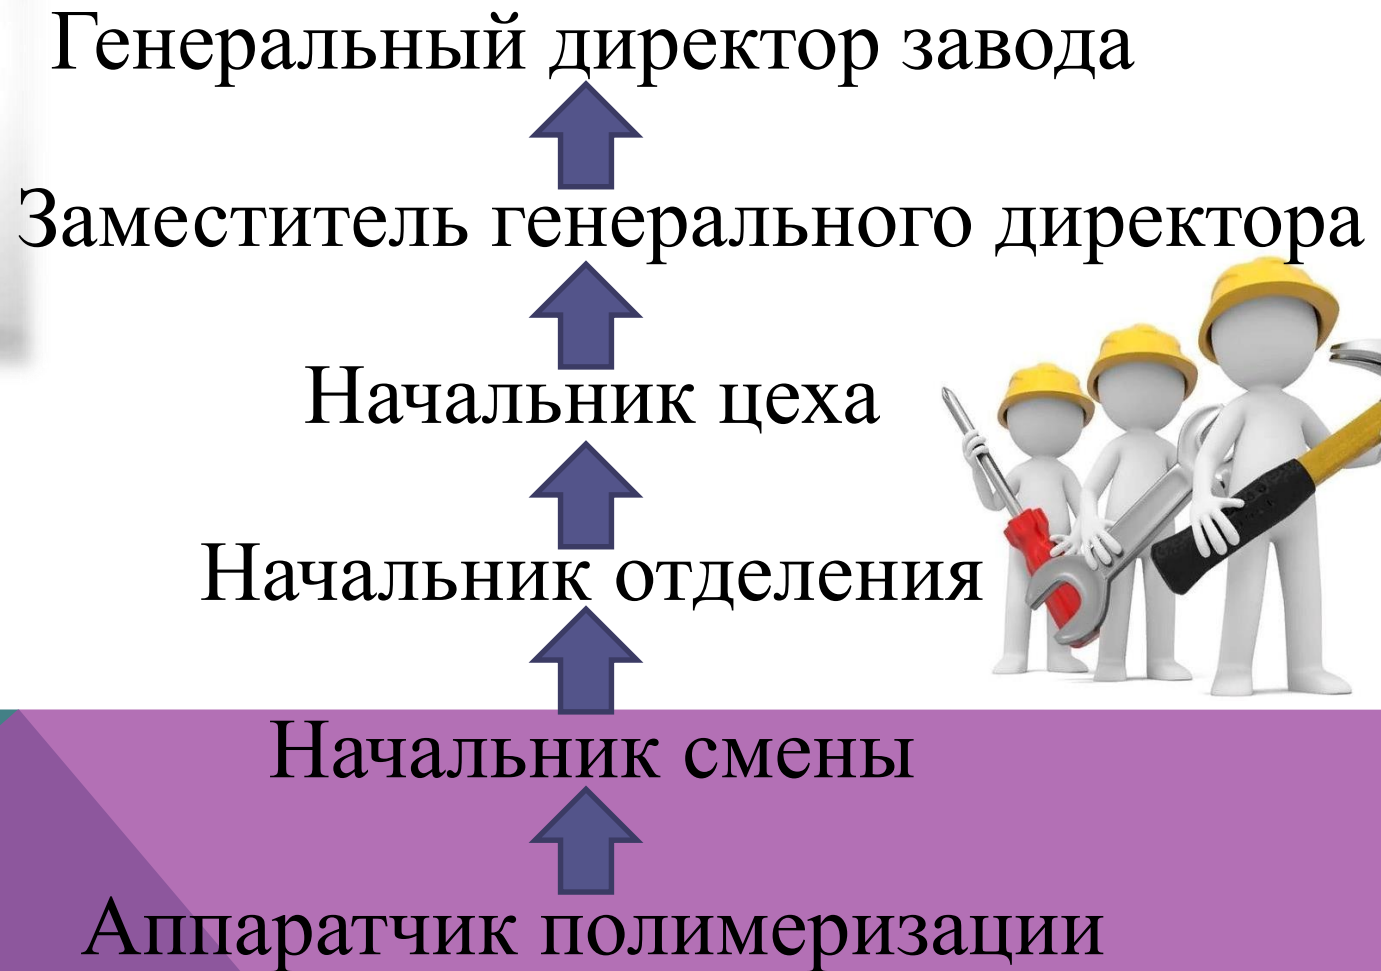 Генеральный директор завода
Заместитель генерального директора
Начальник цеха
Начальник отделения
Начальник смены
Аппаратчик полимеризации